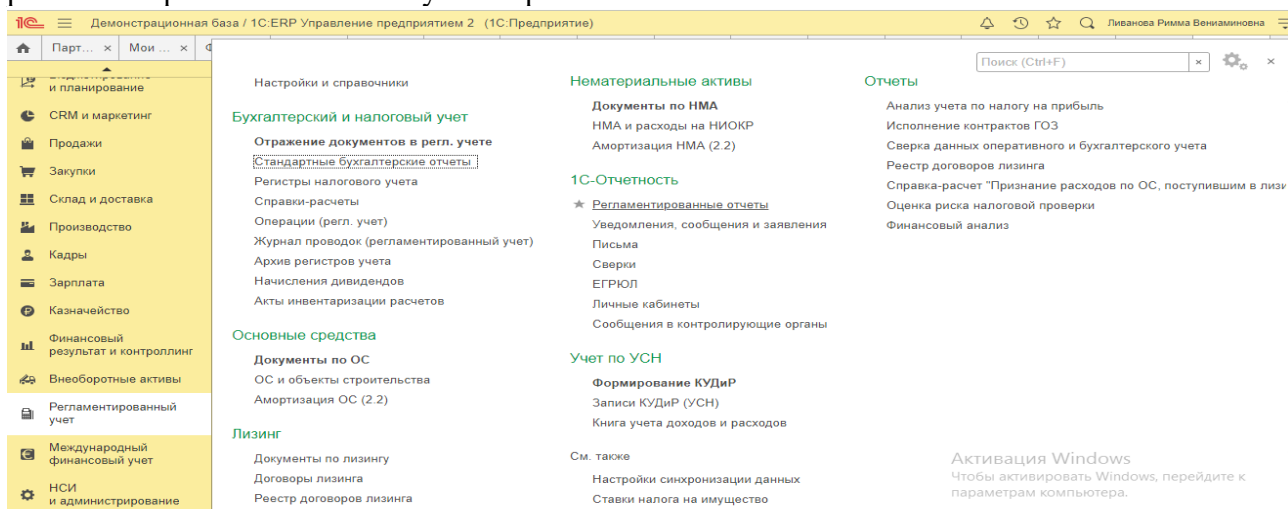 1С Демонстрационная база / 1С:ERP Управление предприятием 2 (1С:Предприятие)
Ливанова Римма Вениаминовна
Парт... × Мои ... ×
Поиск (Ctrl+F) ×
×
и планирование
CRM и маркетинг
Продажи
Закупки
Склад и доставка
Производство
Кадры
Зарплата
Казначейство
Финансовый
результат и контроллинг
Внеоборотные активы
Регламентированный
учет
Международный
финансовый учет
НСИ
и администрирование
Настройки и справочники
Бухгалтерский и налоговый учет
Отражение документов в регл. учете
Стандартные бухгалтерские отчеты
Регистры налогового учета
Справки-расчеты
Операции (регл. учет)
Журнал проводок (регламентированный учет)
Архив регистров учета
Начисления дивидендов
Акты инвентаризации расчетов
Основные средства
Документы по ОС
ОС и объекты строительства
Амортизация ОС (2.2)
Лизинг
Документы по лизингу
Договоры лизинга
Реестр договоров лизинга
Нематериальные активы
Документы по НМА
НМА и расходы на НИОКР
Амортизация НМА (2.2)
1С-Отчетность
Регламентированные отчеты
Уведомления, сообщения и заявления
Письма
Сверки
ЕГРЮЛ
Личные кабинеты
Сообщения в контролирующие органы
Учет по УСН
Формирование КУДиР
Записи КУДиР (УСН)
Книга учета доходов и расходов
См. также
Настройки синхронизации данных
Ставки налога на имущество
Отчеты
Анализ учета по налогу на прибыль
Исполнение контрактов ГОЗ
Сверка данных оперативного и бухгалтерского учета
Реестр договоров лизинга
Справка-расчет "Признание расходов по ОС, поступившим в лизи
Оценка риска налоговой проверки
Финансовый анализ
Активация Windows
Чтобы активировать Windows, перейдите к
параметрам компьютера.